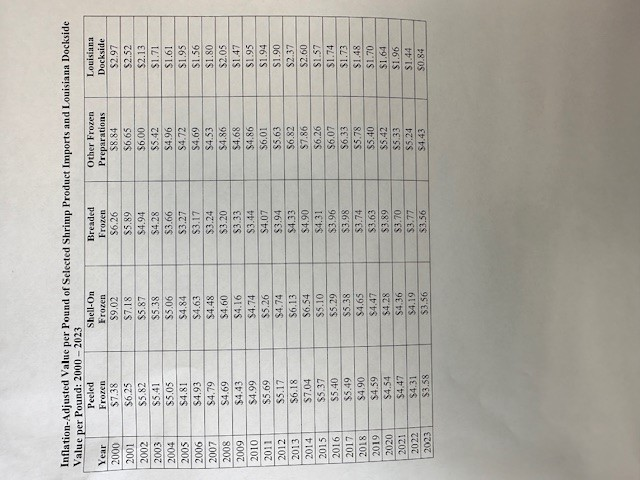 Inflation-Adjusted Value per Pound of Selected Shrimp Product Imports and Louisiana Dockside
Value per Pound: 2000 – 2023
Year Peeled Frozen Shell-On Frozen Breaded Frozen Other Frozen Preparations Louisiana Dockside
2000 $7.38 $9.02 $6.26 $8.84 $2.97
2001 $6.25 $7.18 $5.89 $6.65 $2.52
2002 $5.82 $5.87 $4.94 $6.00 $2.13
2003 $5.41 $5.38 $4.28 $5.42 $1.71
2004 $5.05 $5.06 $3.66 $4.96 $1.61
2005 $4.81 $4.84 $3.27 $4.72 $1.95
2006 $4.93 $4.63 $3.17 $4.69 $1.56
2007 $4.79 $4.48 $3.24 $4.53 $1.80
2008 $4.69 $4.60 $3.20 $4.86 $2.05
2009 $4.43 $4.16 $3.33 $4.68 $1.47
2010 $4.99 $4.74 $3.44 $4.86 $1.95
2011 $5.69 $5.26 $4.07 $6.01 $1.94
2012 $5.17 $4.74 $3.94 $5.63 $1.90
2013 $6.18 $6.13 $4.33 $6.82 $2.37
2014 $7.04 $6.54 $4.90 $7.86 $2.60
2015 $5.37 $5.10 $4.31 $6.26 $1.57
2016 $5.40 $5.29 $3.96 $6.07 $1.74
2017 $5.49 $5.38 $3.98 $6.33 $1.73
2018 $4.90 $4.65 $3.74 $5.78 $1.48
2019 $4.59 $4.47 $3.63 $5.40 $1.70
2020 $4.54 $4.28 $3.89 $5.42 $1.64
2021 $4.47 $4.36 $3.70 $5.33 $1.96
2022 $4.31 $4.19 $3.77 $5.24 $1.44
2023 $3.58 $3.56 $3.56 $4.43 $0.84